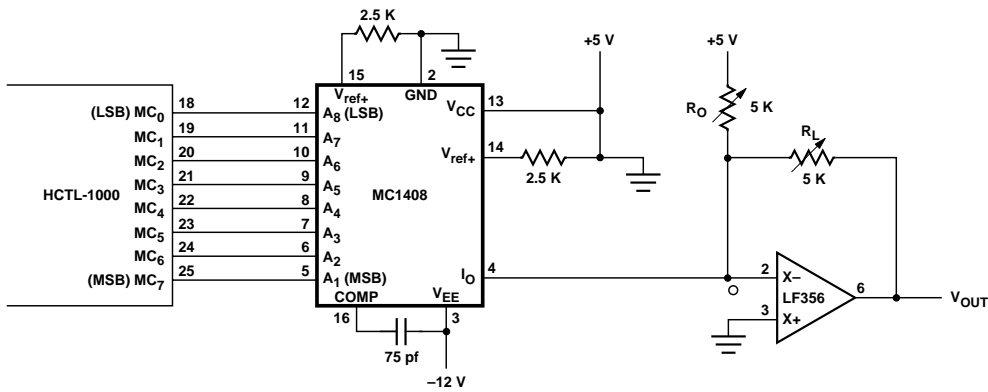 2.5 K
+5 V
+5 V
15
2
V_ref+
GND
R_O
5 K
(LSB) MC_0
18
12
A_8 (LSB)
V_CC
13
MC_1
19
11
A_7
R_L
MC_2
20
10
A_6
V_ref+
14
5 K
MC_3
21
9
A_5
2.5 K
HCTL-1000
MC1408
MC_4
22
8
A_4
MC_5
23
7
A_3
MC_6
24
6
A_2
(MSB) MC_7
25
5
A_1 (MSB)
I_O
4
2
X–
COMP
V_EE
LF356
6
V_OUT
16
3
3
X+
75 pf
–12 V